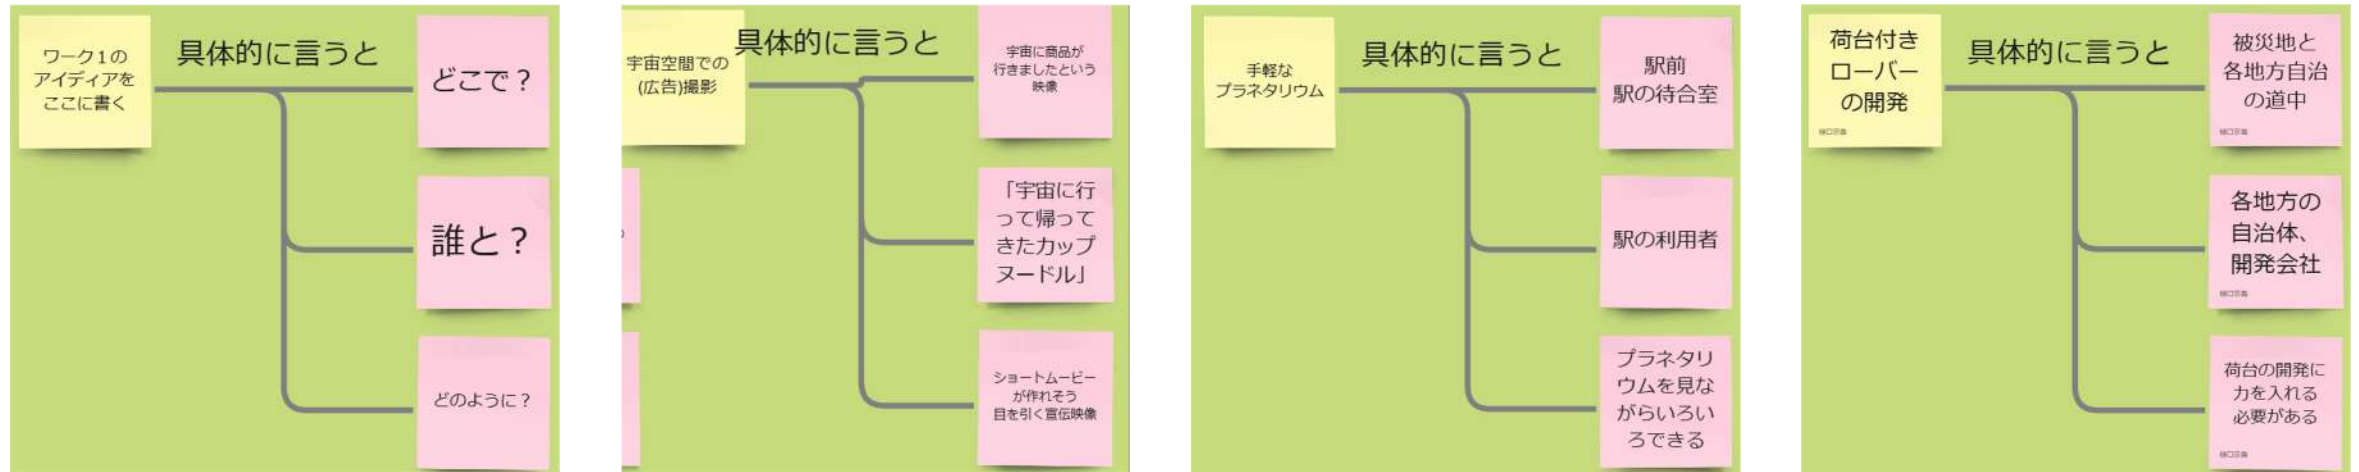 ワーク1の
アイディアを
ここに書く
具体的に言うと
どこで？
誰と？
どのように？
宇宙空間での
(広告)撮影
具体的に言うと
宇宙に商品が
行きましたという
映像
「宇宙に行
って帰って
きたカップ
ヌードル」
ショートムービー
が作れそう
目を引く宣伝映像
手軽な
プラネタリウム
具体的に言うと
駅前
駅の待合室
駅の利用者
プラネタリ
ウムを見な
がらいろい
ろできる
荷台付き
ローバー
の開発
具体的に言うと
被災地と
各地方自治
の道中
各地方の
自治体、
開発会社
荷台の開発に
力を入れる
必要がある